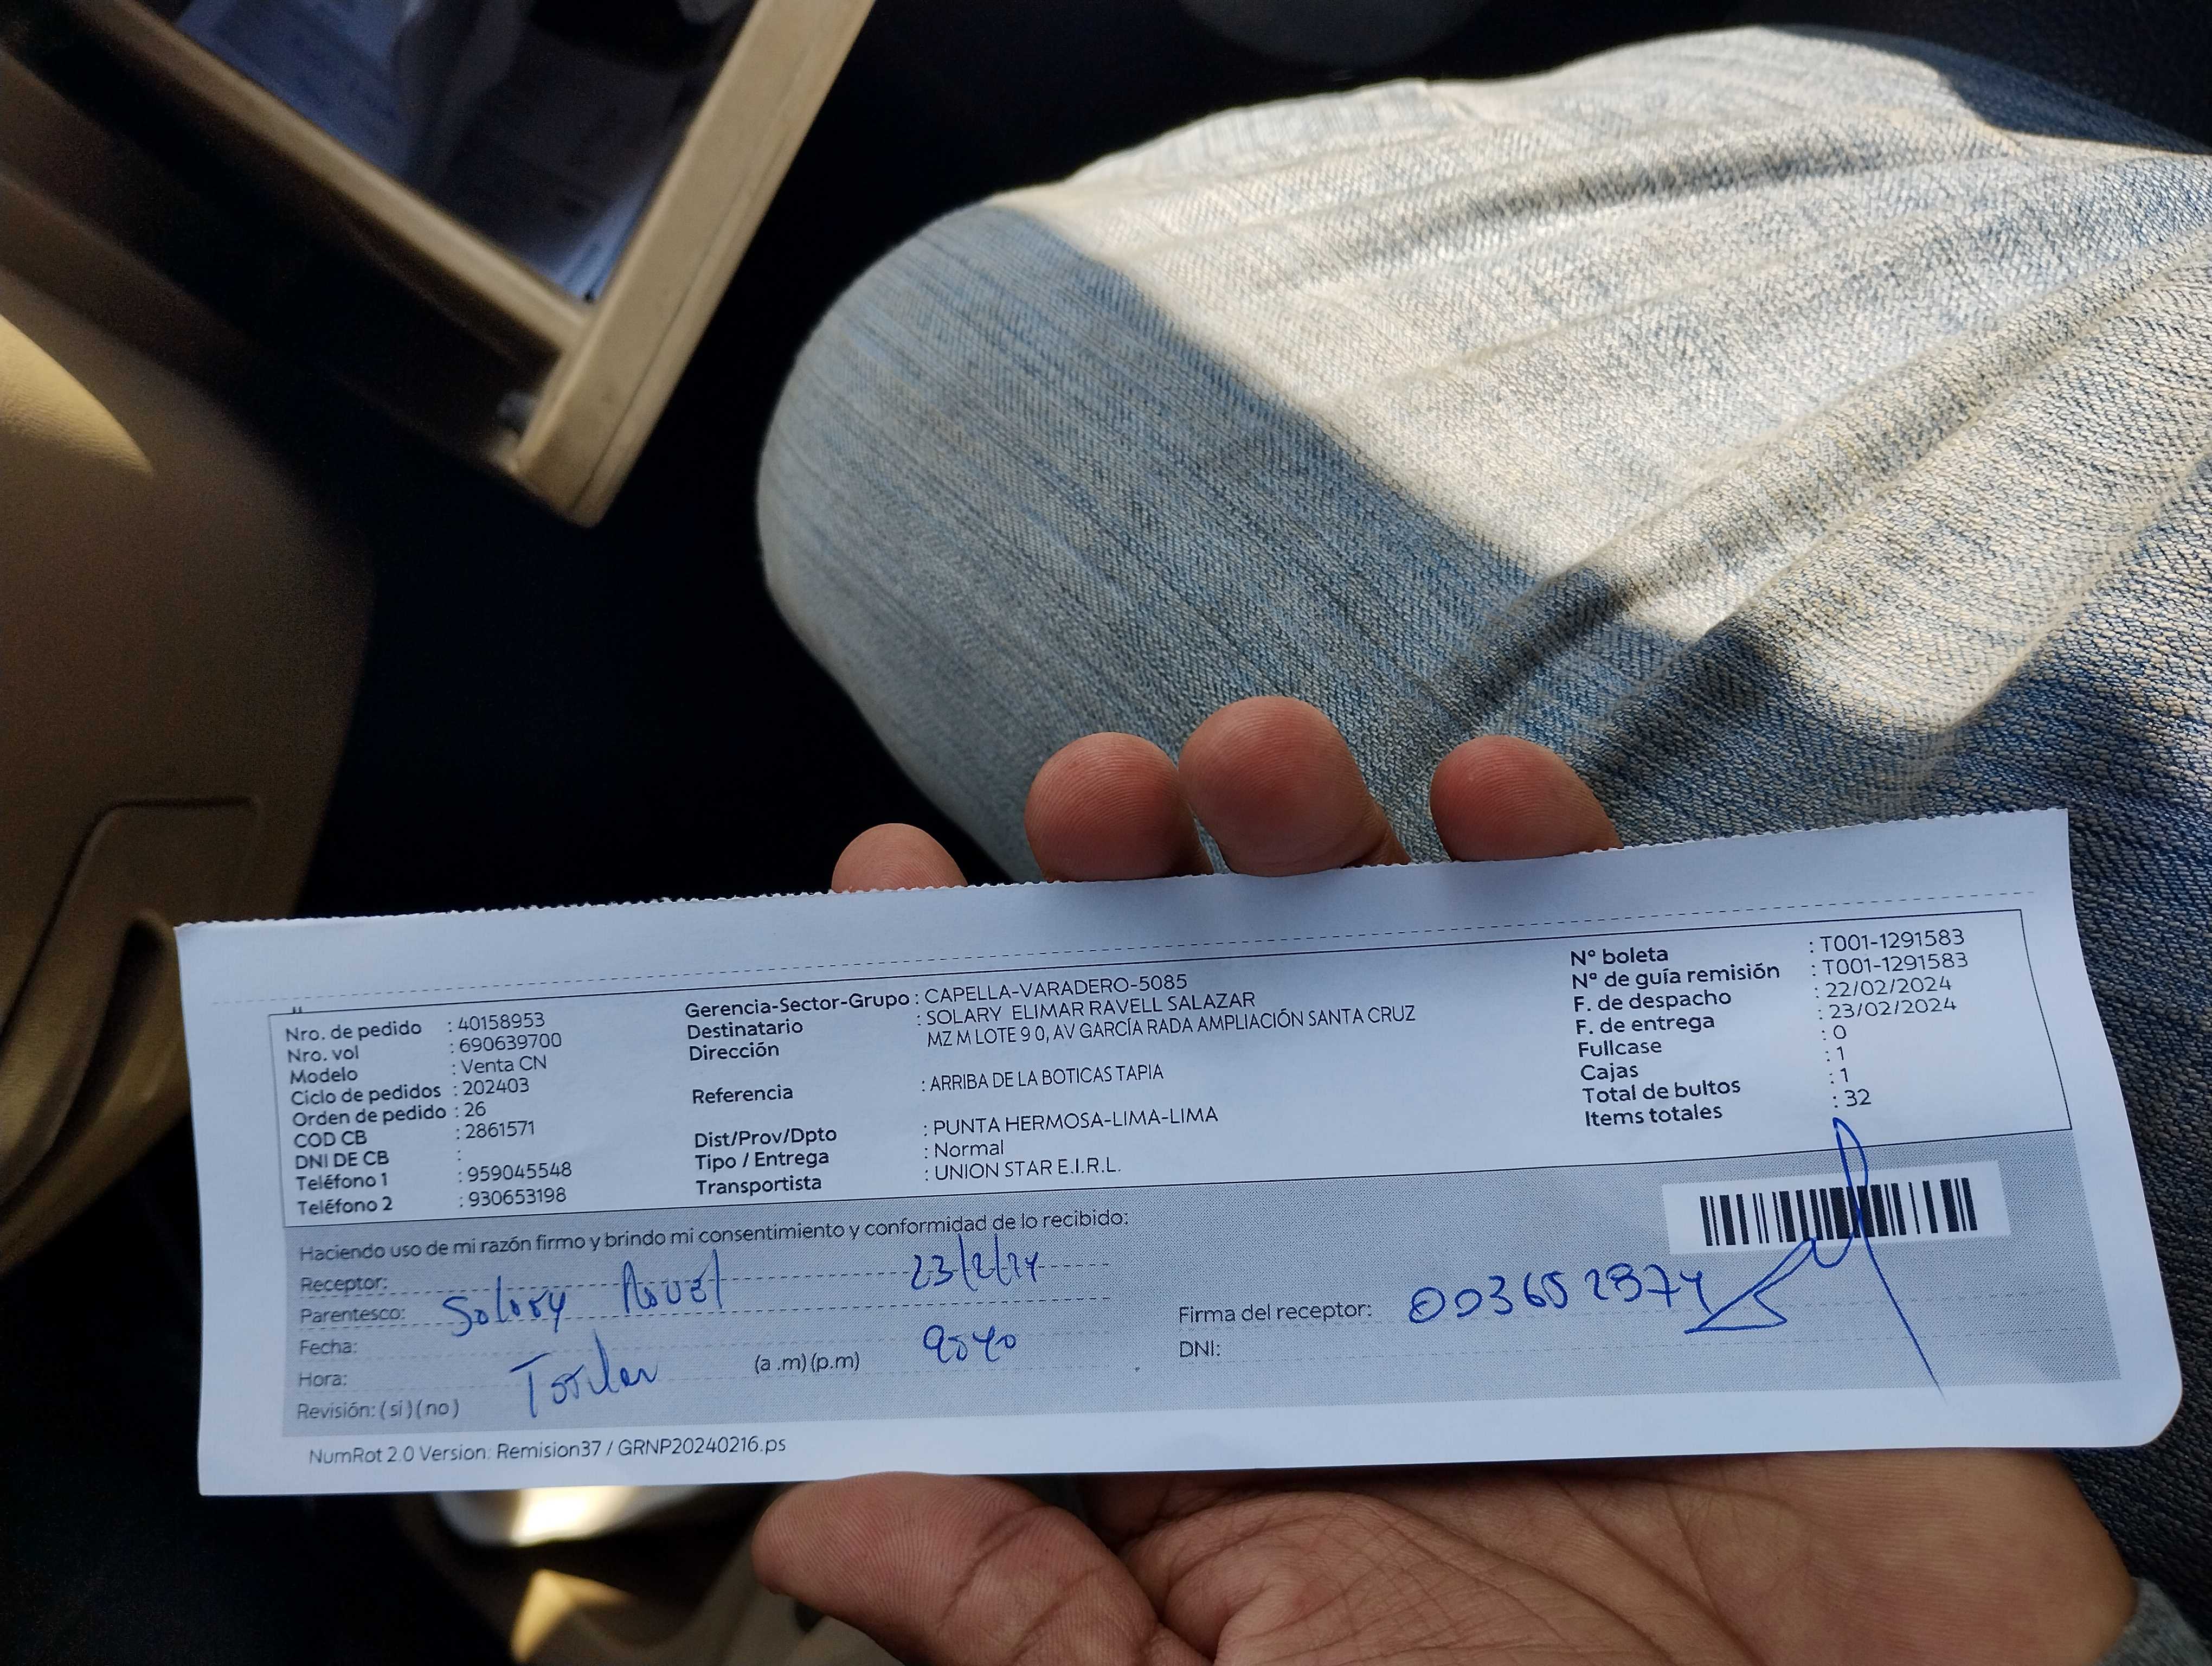 Nro. de pedido : 40158953
Nro. vol : 690639700
Modelo : Venta CN
Ciclo de pedidos : 202403
Orden de pedido : 26
COD CB : 2861571
DNI DE CB :
Teléfono 1 : 959045548
Teléfono 2 : 930653198
Gerencia-Sector-Grupo : CAPELLA-VARADERO-5085
Destinatario : SOLARY ELIMAR RAVELL SALAZAR
Dirección MZ M LOTE 9 0, AV GARCÍA RADA AMPLIACIÓN SANTA CRUZ
Referencia : ARRIBA DE LA BOTICAS TAPIA
Dist/Prov/Dpto : PUNTA HERMOSA-LIMA-LIMA
Tipo / Entrega : Normal
Transportista : UNION STAR E.I.R.L.
N° boleta : T001-1291583
N° de guía remisión : T001-1291583
F. de despacho : 22/02/2024
F. de entrega : 23/02/2024
Fullcase : 0
Cajas : 1
Total de bultos : 1
Items totales : 32
Haciendo uso de mi razón firmo y brindo mi consentimiento y conformidad de lo recibido:
Receptor:
Parentesco: Solary 23/2/24
Fecha:
Hora: (a .m) (p.m)
Revisión: ( si ) ( no )
Firma del receptor:
DNI:
NumRot 2.0 Version: Remision37 / GRNP20240216.ps